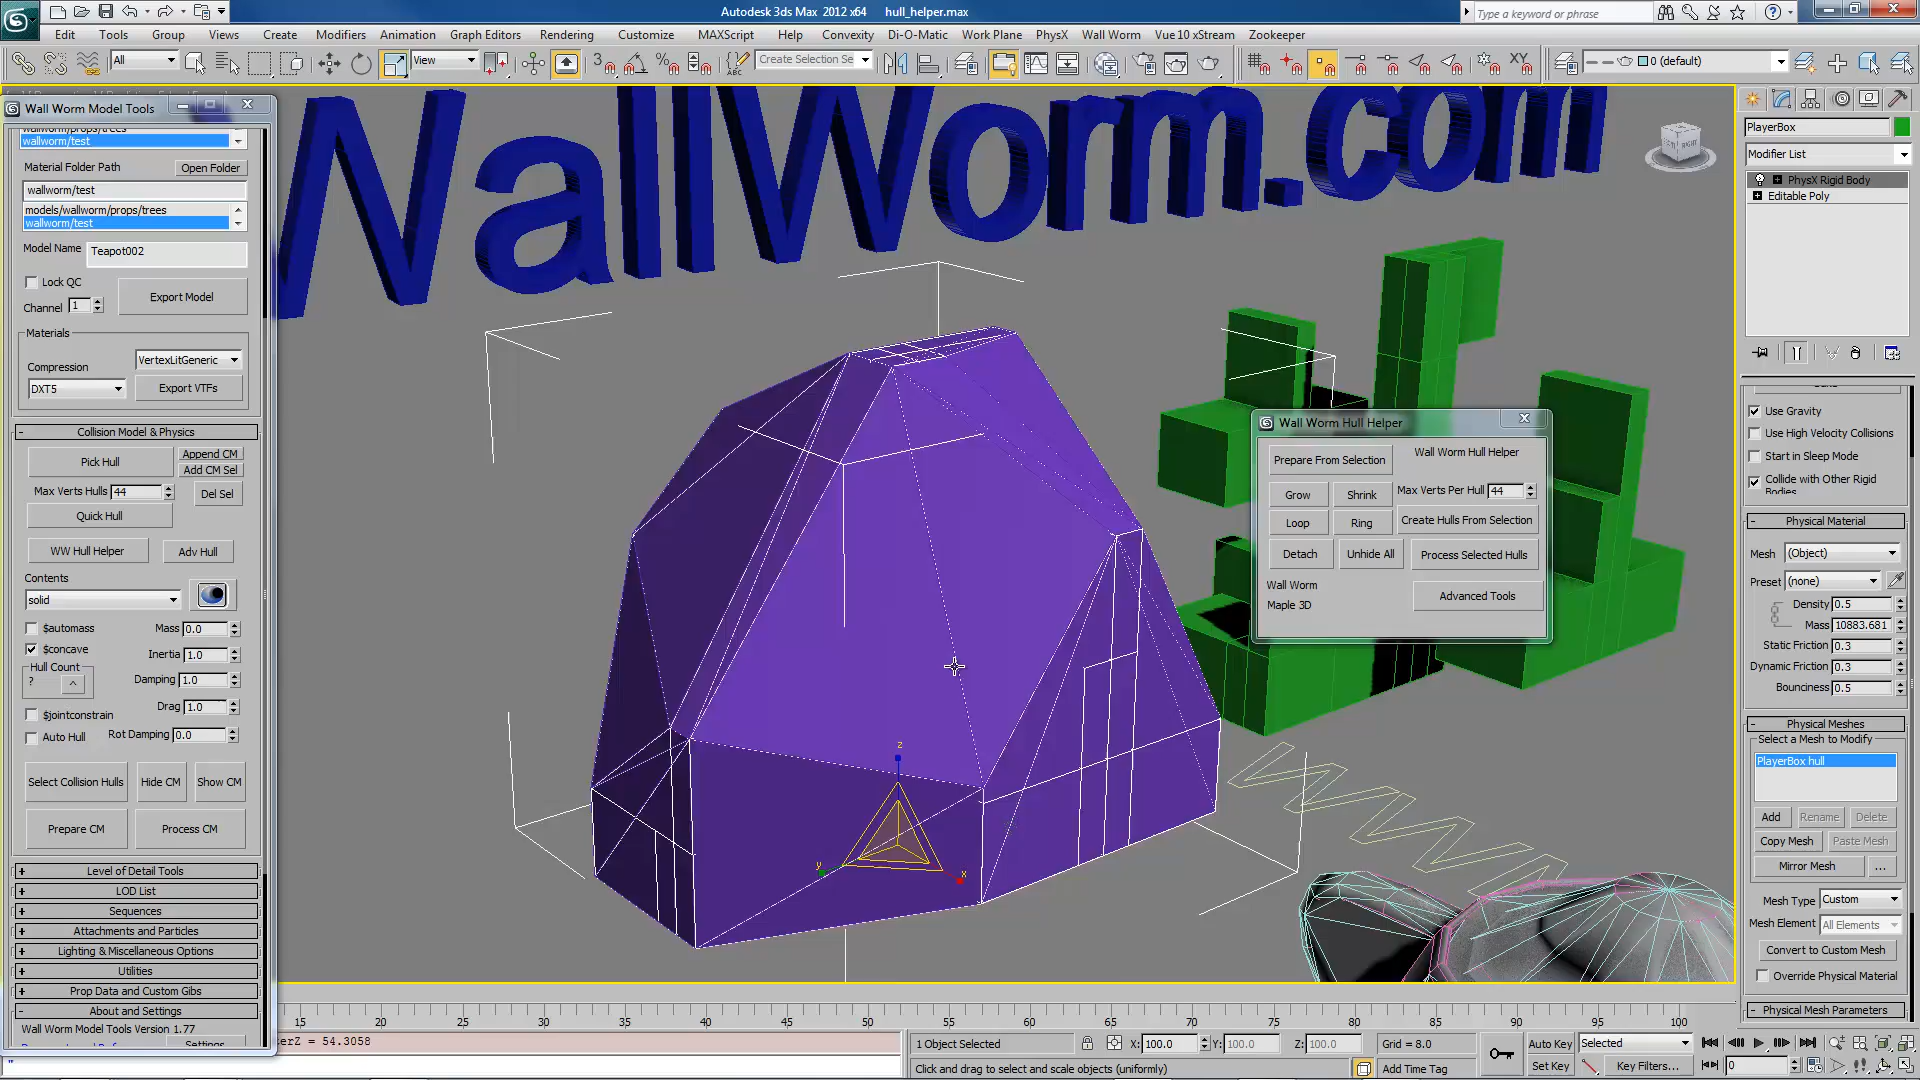 Autodesk 3ds Max 2012 x64 hull_helper.max
Type a keyword or phrase
Edit Tools Group Views Create Modifiers Animation Graph Editors Rendering Customize MAXScript Help Convexity Di-O-Matic Work Plane PhysX Wall Worm Vue 10 xStream Zookeeper
All View Create Selection Se 0 (default)
Wall Worm Model Tools
wallworm/props/trees
wallworm/test
Material Folder Path Open Folder
wallworm/test
models/wallworm/props/trees
wallworm/test
Model Name Teapot002
Lock QC
Channel 1 Export Model
Materials
Compression VertexLitGeneric
DXT5 Export VTFs
- Collision Model & Physics
Pick Hull Append CM
Add CM Sel
Max Verts Hulls 44 Del Sel
Quick Hull
WW Hull Helper Adv Hull
Contents
solid
$automass Mass 0.0
$concave Inertia 1.0
Hull Count
? ^ Damping 1.0
Drag 1.0
$jointconstrain
Auto Hull Rot Damping 0.0
Select Collision Hulls Hide CM Show CM
Prepare CM Process CM
+ Level of Detail Tools
+ LOD List
+ Sequences
+ Attachments and Particles
+ Lighting & Miscellaneous Options
+ Utilities
+ Prop Data and Custom Gibs
- About and Settings
Wall Worm Model Tools Version 1.77
Settings
WallWorm.com
z
y
x
Wall Worm Hull Helper
Prepare From Selection Wall Worm Hull Helper
Grow Shrink Max Verts Per Hull 44
Loop Ring Create Hulls From Selection
Detach Unhide All Process Selected Hulls
Wall Worm
Maple 3D Advanced Tools
PlayerBox
Modifier List
PhysX Rigid Body
Editable Poly
Use Gravity
Use High Velocity Collisions
Start in Sleep Mode
Collide with Other Rigid
Bodies
- Physical Material
Mesh (Object)
Preset (none)
Density 0.5
Mass 10883.681
Static Friction 0.3
Dynamic Friction 0.3
Bounciness 0.5
- Physical Meshes
Select a Mesh to Modify
PlayerBox hull
Add Rename Delete
Copy Mesh Paste Mesh
Mirror Mesh ...
Mesh Type Custom
Mesh Element All Elements
Convert to Custom Mesh
Override Physical Material
- Physical Mesh Parameters
15 20 25 30 35 40 45 50 55 60 65 70 75 80 85 90 95 100
erZ = 54.3058
1 Object Selected X: 100.0 Y: 100.0 Z: 100.0 Grid = 8.0 Auto Key Selected
Click and drag to select and scale objects (uniformly) Add Time Tag Set Key Key Filters... 0